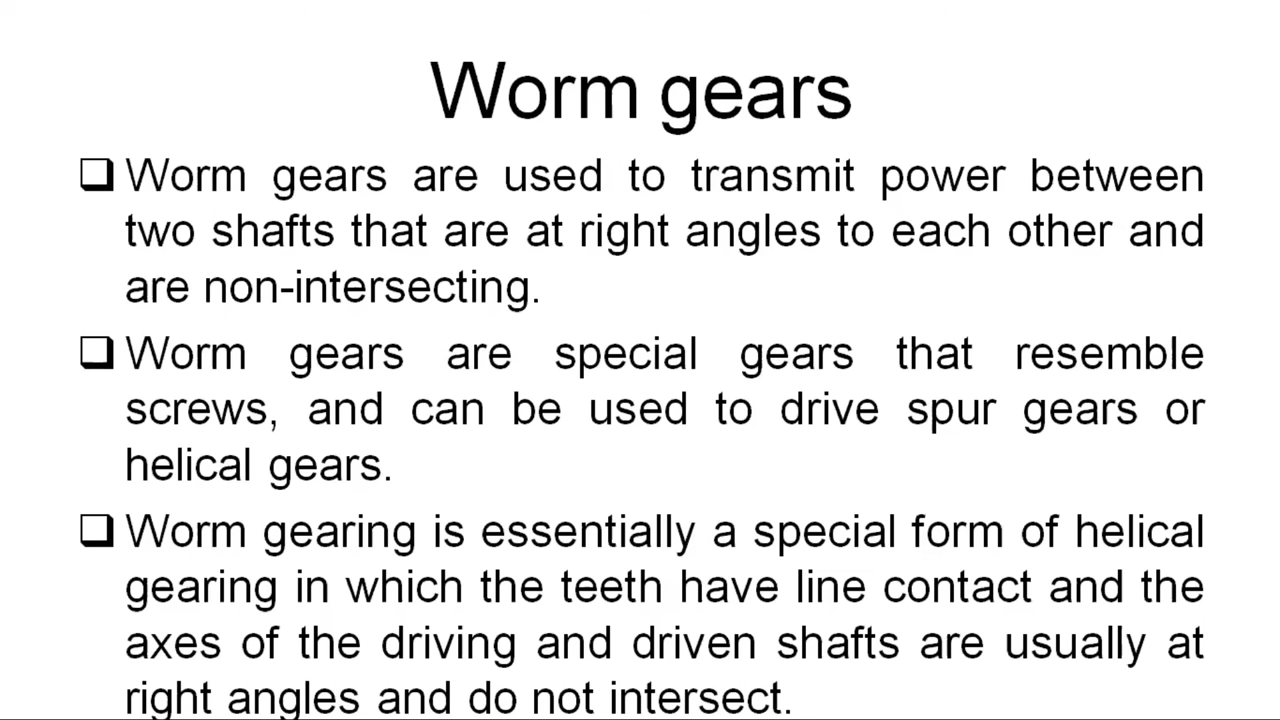 Worm gears
❑ Worm gears are used to transmit power between
two shafts that are at right angles to each other and
are non-intersecting.
❑ Worm gears are special gears that resemble
screws, and can be used to drive spur gears or
helical gears.
❑ Worm gearing is essentially a special form of helical
gearing in which the teeth have line contact and the
axes of the driving and driven shafts are usually at
right angles and do not intersect.